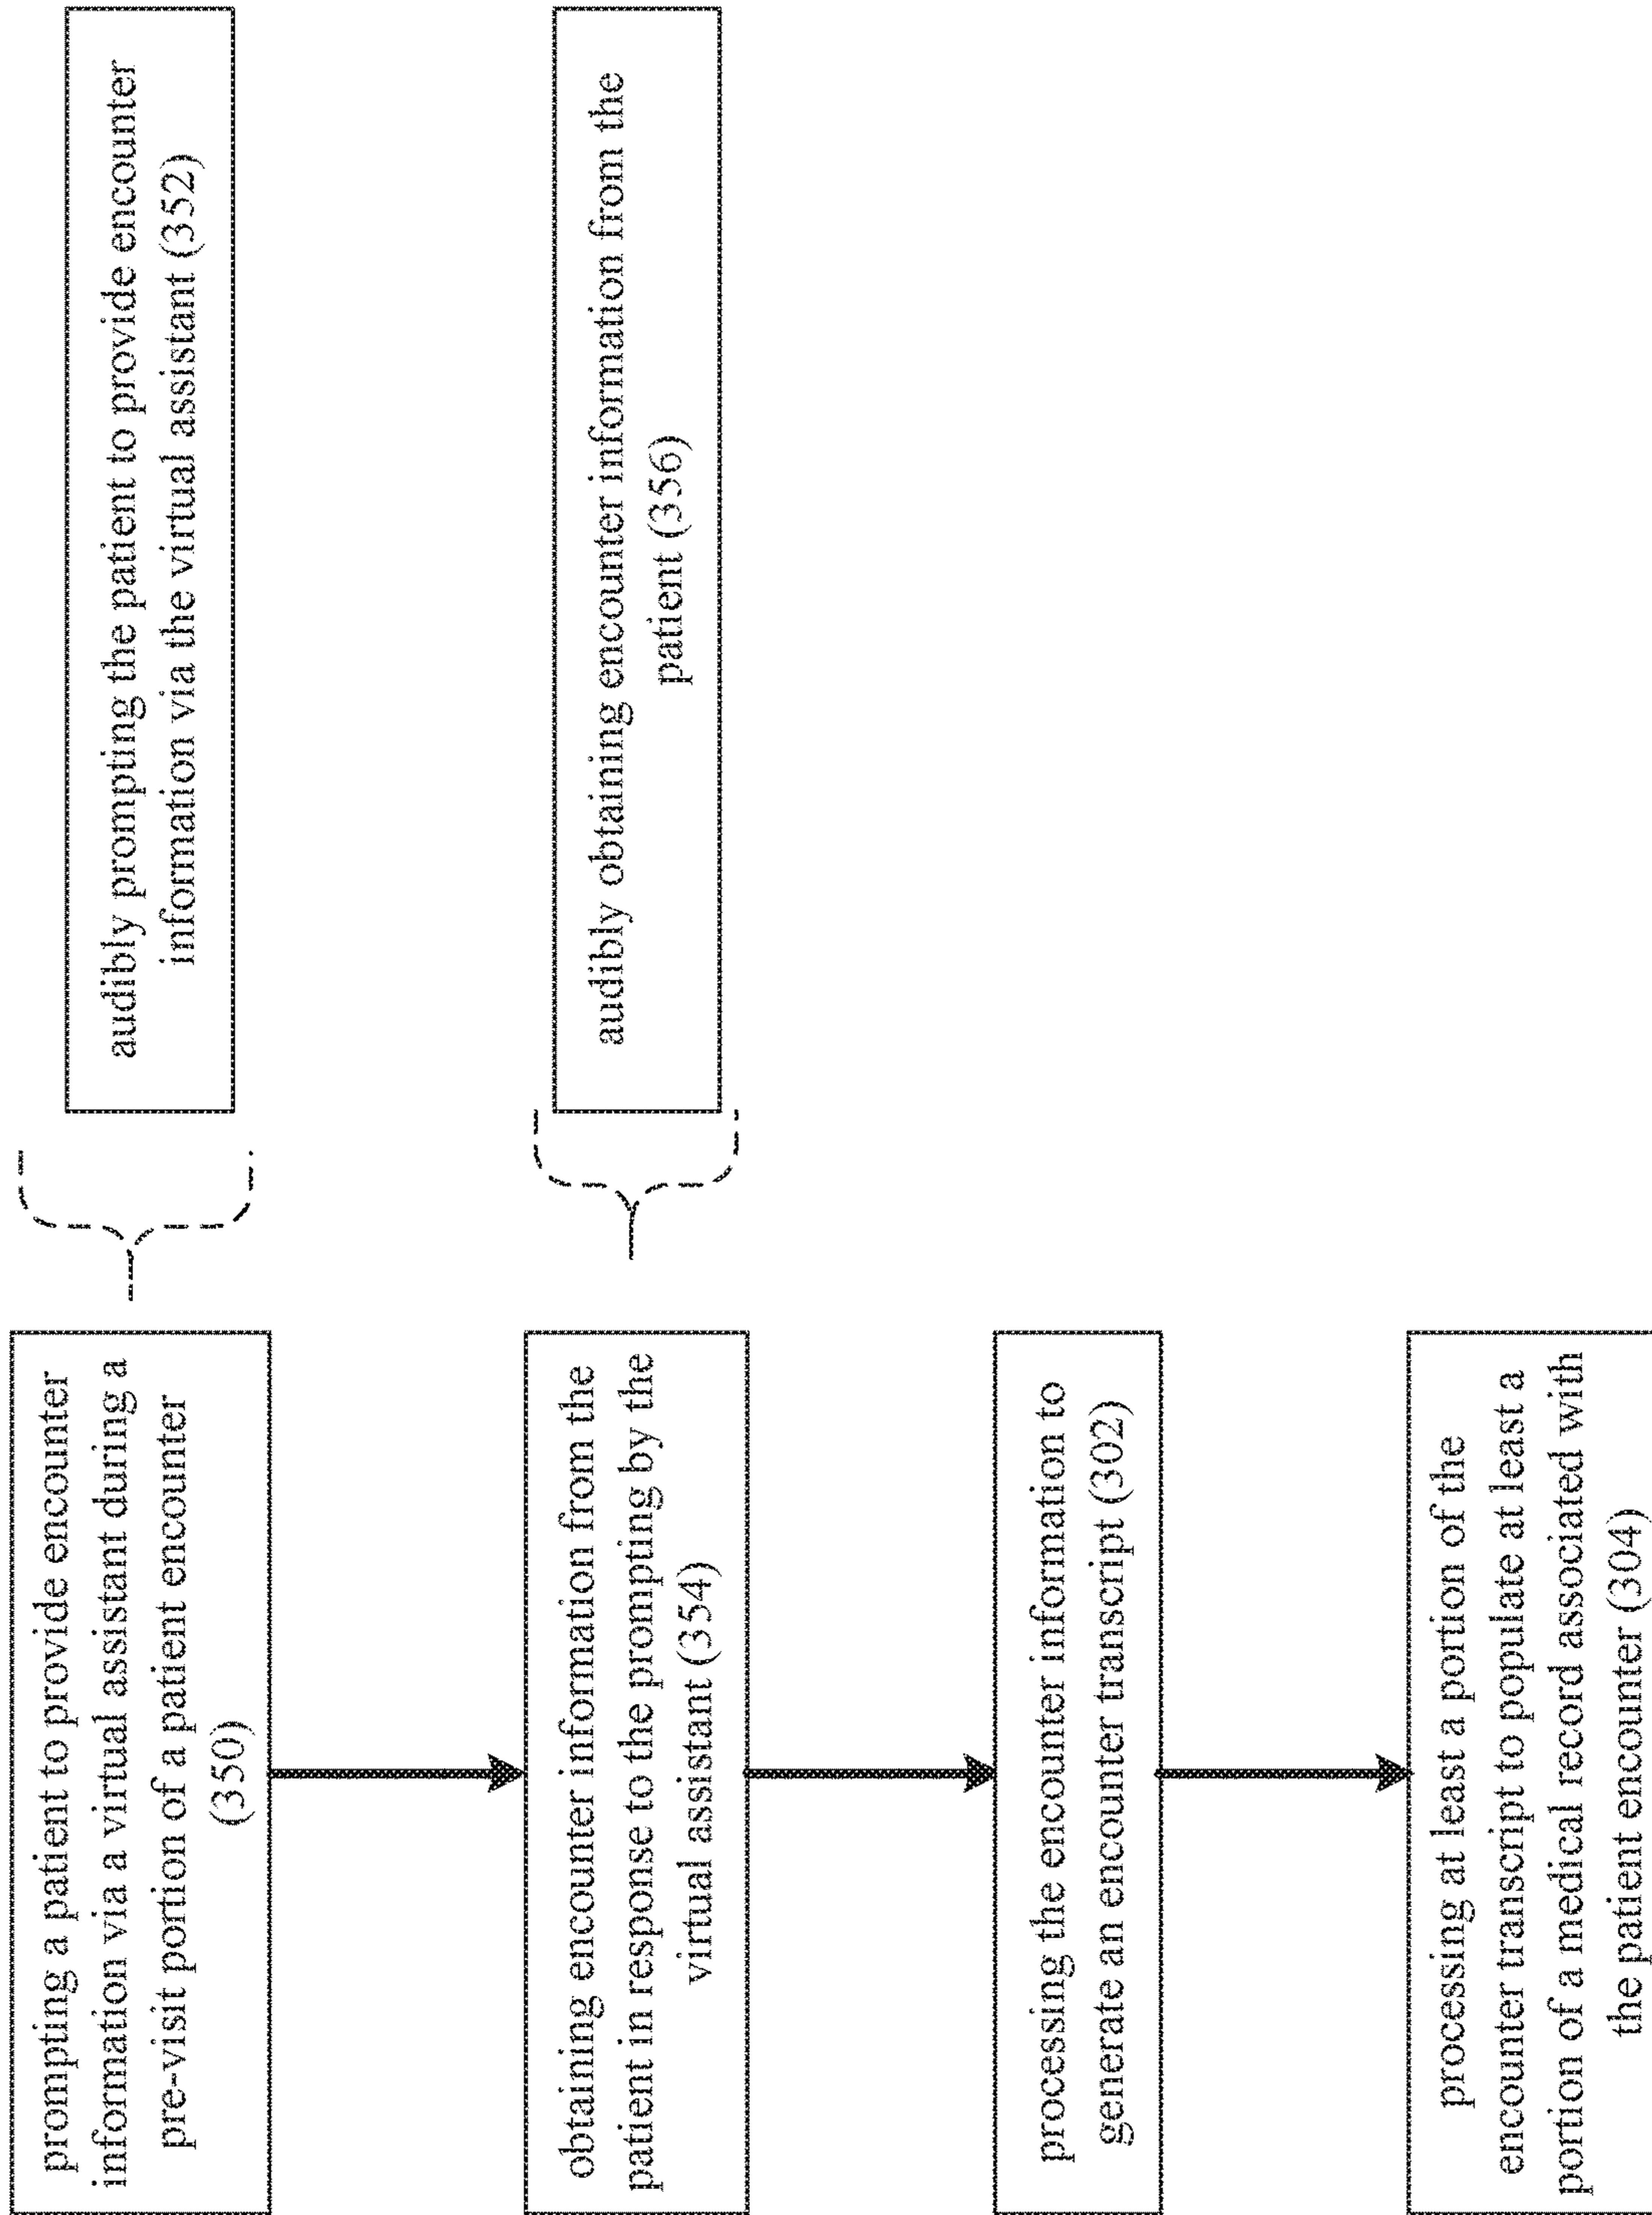 prompting a patient to provide encounter
information via a virtual assistant during a
pre-visit portion of a patient encounter
(350)
audibly prompting the patient to provide encounter
information via the virtual assistant (352)
obtaining encounter information from the
patient in response to the prompting by the
virtual assistant (354)
audibly obtaining encounter information from the
patient (356)
processing the encounter information to
generate an encounter transcript (302)
processing at least a portion of the
encounter transcript to populate at least a
portion of a medical record associated with
the patient encounter (304)